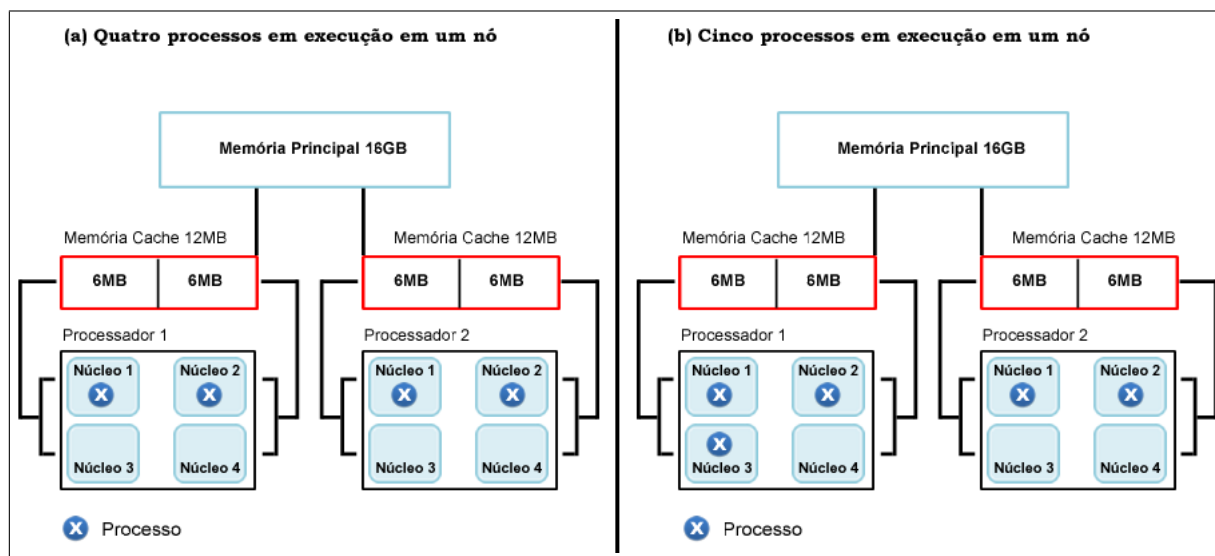 (a) Quatro processos em execução em um nó
Memória Principal 16GB
Memória Cache 12MB
Memória Cache 12MB
6MB
6MB
6MB
6MB
Processador 1
Processador 2
Núcleo 1
X
Núcleo 2
X
Núcleo 1
X
Núcleo 2
X
Núcleo 3
Núcleo 4
Núcleo 3
Núcleo 4
X Processo
(b) Cinco processos em execução em um nó
Memória Principal 16GB
Memória Cache 12MB
Memória Cache 12MB
6MB
6MB
6MB
6MB
Processador 1
Processador 2
Núcleo 1
X
Núcleo 2
X
Núcleo 1
X
Núcleo 2
X
X
Núcleo 3
Núcleo 4
Núcleo 3
Núcleo 4
X Processo